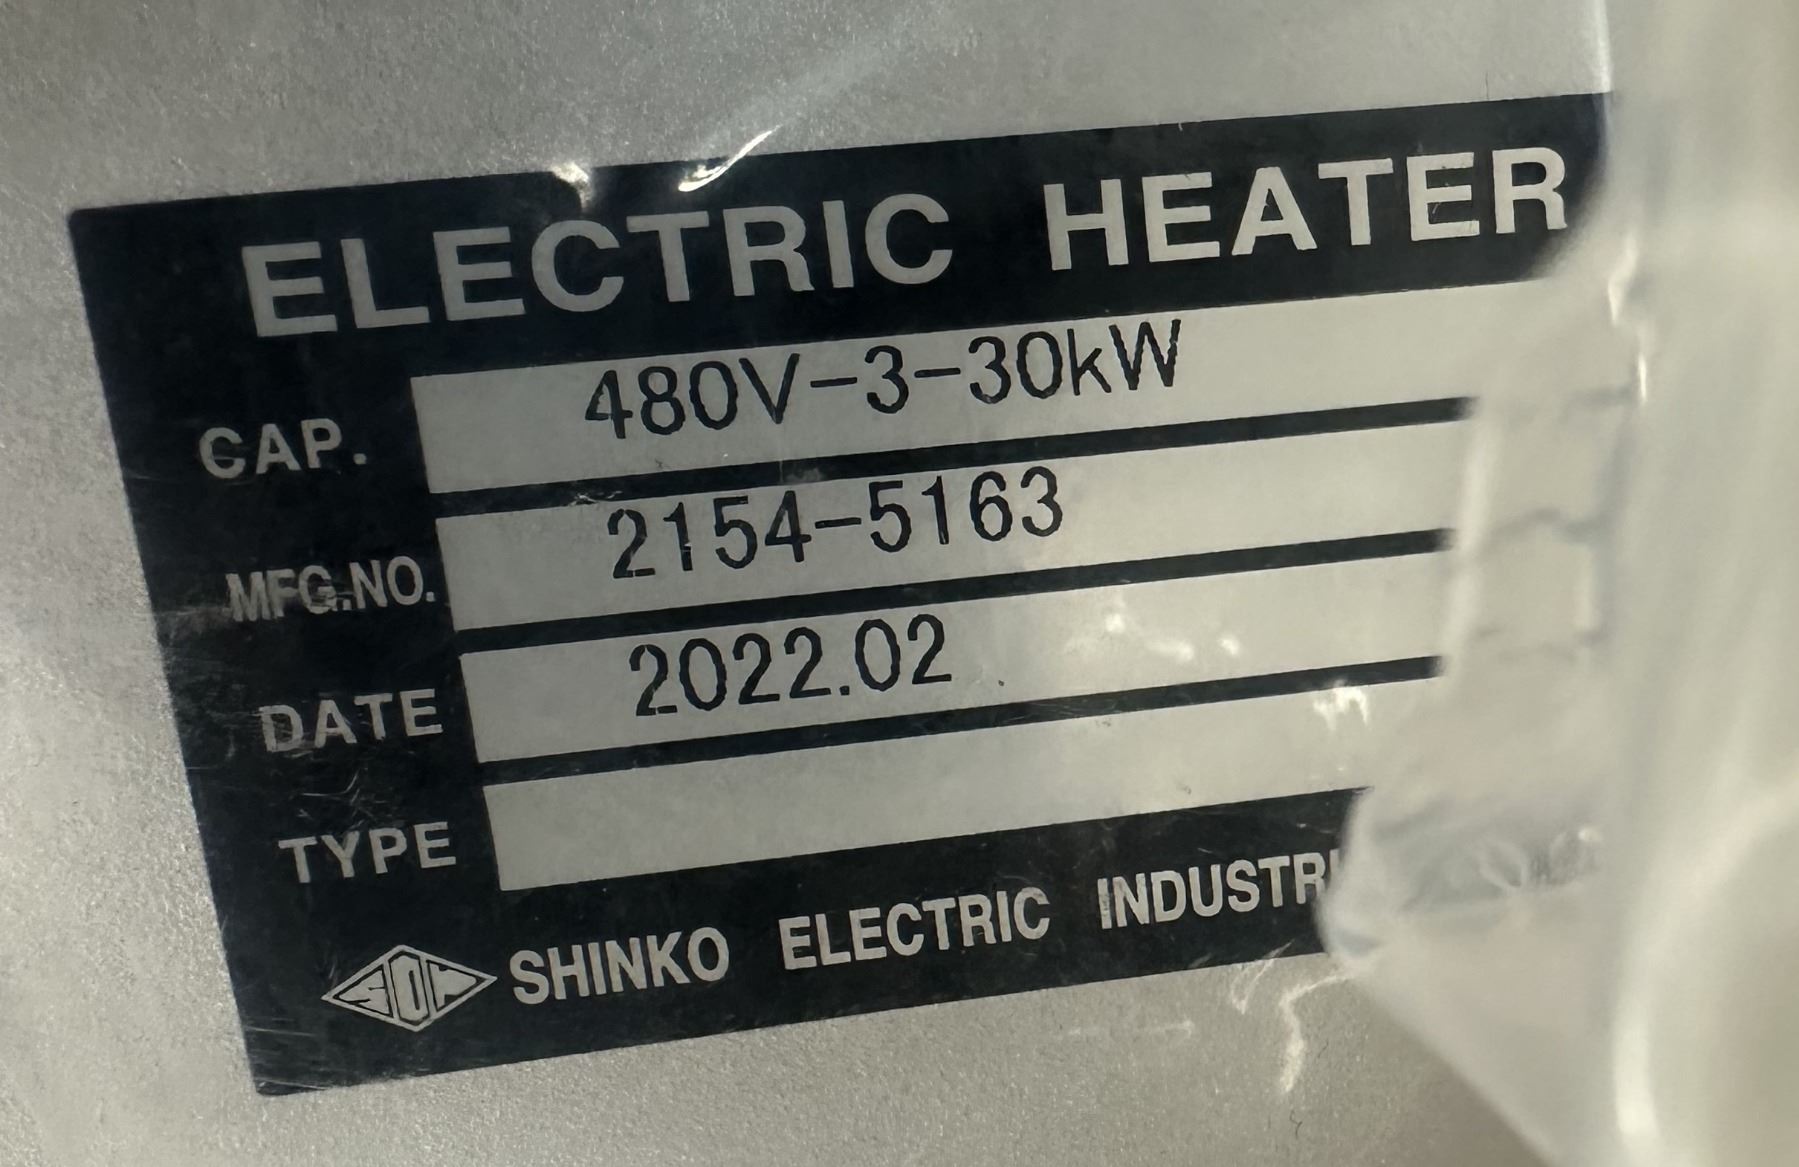 ELECTRIC HEATER
CAP. 480V-3-30kW
MFG.NO. 2154-5163
DATE 2022.02
TYPE
SHINKO ELECTRIC